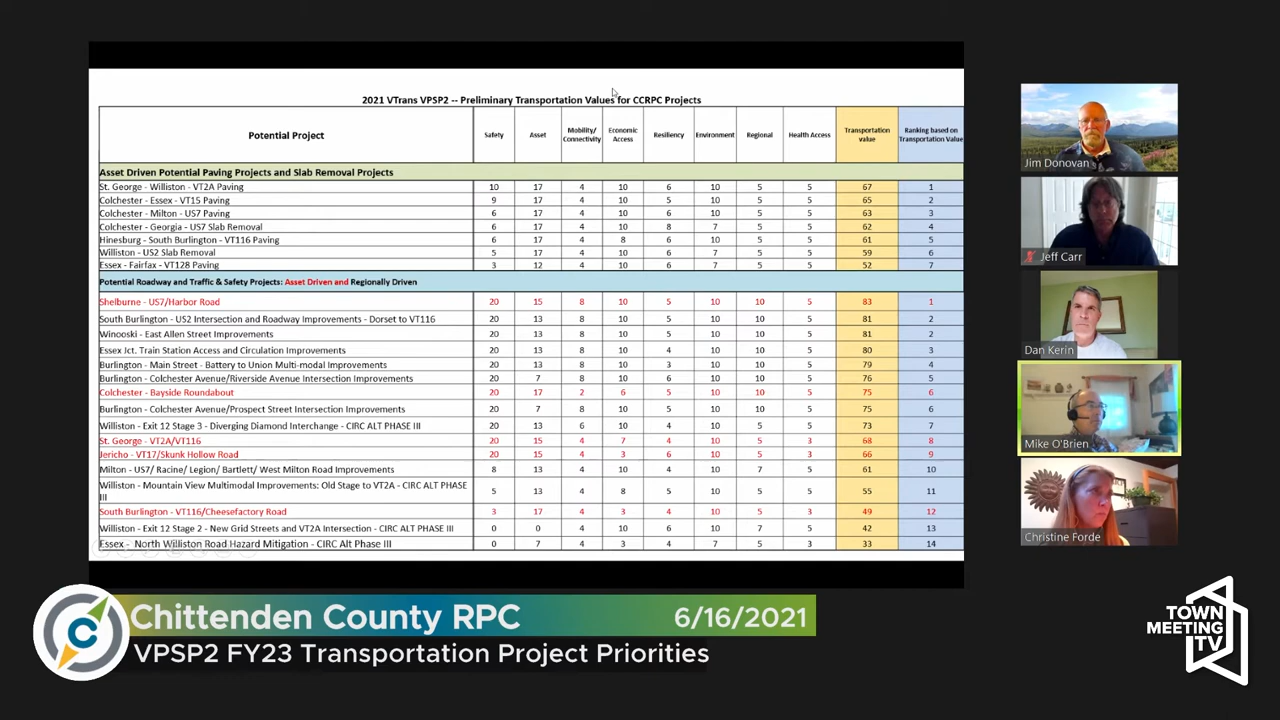 2021 VTrans VPSP2 -- Preliminary Transportation Values for CCRPC Projects
Potential Project Safety Asset Mobility/ Connectivity Economic Access Resiliency Environment Regional Health Access Transportation value Ranking based on Transportation Value
Asset Driven Potential Paving Projects and Slab Removal Projects
St. George - Williston - VT2A Paving 10 17 4 10 6 10 5 5 67 1
Colchester - Essex - VT15 Paving 9 17 4 10 5 10 5 5 65 2
Colchester - Milton - US7 Paving 6 17 4 10 6 10 5 5 63 3
Colchester - Georgia - US7 Slab Removal 6 17 4 10 8 7 5 5 62 4
Hinesburg - South Burlington - VT116 Paving 6 17 4 8 6 10 5 5 61 5
Williston - US2 Slab Removal 5 17 4 10 6 7 5 5 59 6
Essex - Fairfax - VT128 Paving 3 12 4 10 6 7 5 5 52 7
Potential Roadway and Traffic & Safety Projects: Asset Driven and Regionally Driven
Shelburne - US7/Harbor Road 20 15 8 10 5 10 10 5 83 1
South Burlington - US2 Intersection and Roadway Improvements - Dorset to VT116 20 13 8 10 5 10 10 5 81 2
Winooski - East Allen Street Improvements 20 13 8 10 5 10 10 5 81 2
Essex Jct. Train Station Access and Circulation Improvements 20 13 8 10 4 10 10 5 80 3
Burlington - Main Street - Battery to Union Multi-modal Improvements 20 13 8 10 3 10 10 5 79 4
Burlington - Colchester Avenue/Riverside Avenue Intersection Improvements 20 7 8 10 6 10 10 5 76 5
Colchester - Bayside Roundabout 20 17 2 6 5 10 10 5 75 6
Burlington - Colchester Avenue/Prospect Street Intersection Improvements 20 7 8 10 5 10 10 5 75 6
Williston - Exit 12 Stage 3 - Diverging Diamond Interchange - CIRC ALT PHASE III 20 13 6 10 4 10 5 5 73 7
St. George - VT2A/VT116 20 15 4 7 4 10 5 3 68 8
Jericho - VT17/Skunk Hollow Road 20 15 4 3 6 10 5 3 66 9
Milton - US7/ Racine/ Legion/ Bartlett/ West Milton Road Improvements 8 13 4 10 4 10 7 5 61 10
Williston - Mountain View Multimodal Improvements: Old Stage to VT2A - CIRC ALT PHASE
III 5 13 4 8 5 10 5 5 55 11
South Burlington - VT116/Cheesefactory Road 3 17 4 3 4 10 5 3 49 12
Williston - Exit 12 Stage 2 - New Grid Streets and VT2A Intersection - CIRC ALT PHASE III 0 0 4 10 6 10 7 5 42 13
Essex - North Williston Road Hazard Mitigation - CIRC Alt Phase III 0 7 4 3 4 7 5 3 33 14
Jim Donovan
Jeff Carr
Dan Kerin
Mike O'Brien
Christine Forde
C
Chittenden County RPC 6/16/2021
VPSP2 FY23 Transportation Project Priorities
TOWN
MEETING
TV